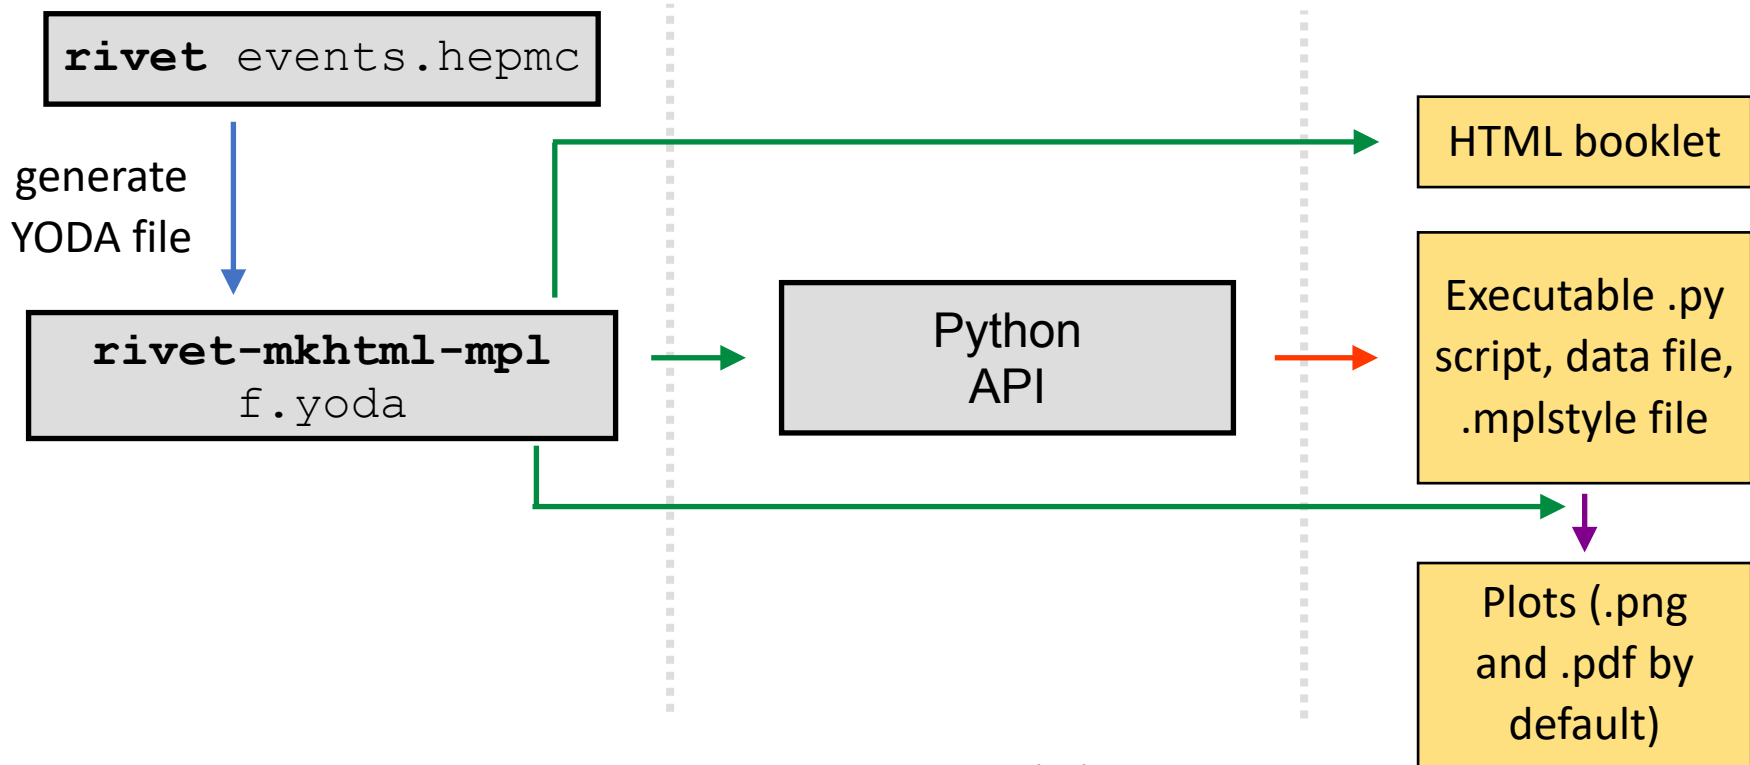 rivet events.hepmc
generate
YODA file
rivet-mkhtml-mpl
f.yoda
Python
API
HTML booklet
Executable .py
script, data file,
.mplstyle file
Plots (.png
and .pdf by
default)